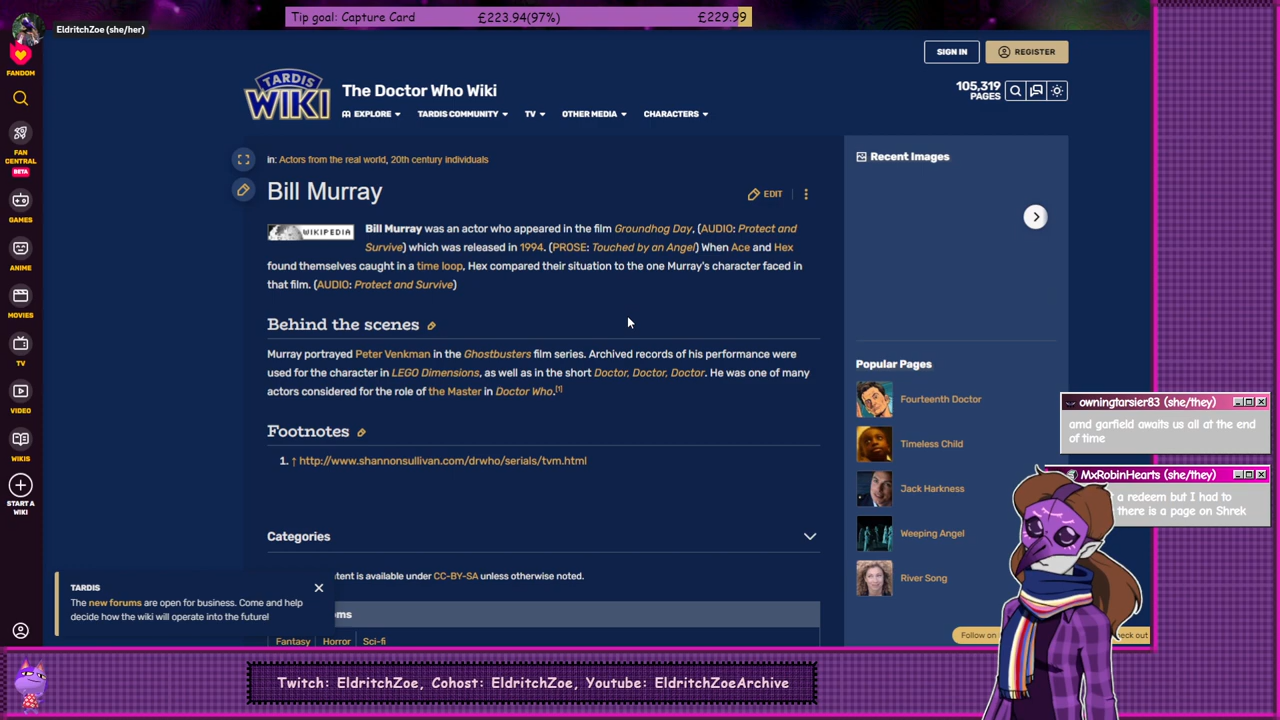 Tip goal: Capture Card £223.94(97%) £229.99
EldritchZoe (she/her)
FANDOM
FAN
CENTRAL
BETA
GAMES
ANIME
MOVIES
TV
VIDEO
WIKIS
START A
WIKI
SIGN IN
REGISTER
TARDIS
WIKI
The Doctor Who Wiki
105,319
PAGES
EXPLORE
TARDIS COMMUNITY
TV
OTHER MEDIA
CHARACTERS
in: Actors from the real world, 20th century individuals
Bill Murray
EDIT
WIKIPEDIA
Bill Murray was an actor who appeared in the film Groundhog Day, (AUDIO: Protect and
Survive) which was released in 1994. (PROSE: Touched by an Angel) When Ace and Hex
found themselves caught in a time loop, Hex compared their situation to the one Murray's character faced in
that film. (AUDIO: Protect and Survive)
Behind the scenes
Murray portrayed Peter Venkman in the Ghostbusters film series. Archived records of his performance were
used for the character in LEGO Dimensions, as well as in the short Doctor, Doctor, Doctor. He was one of many
actors considered for the role of the Master in Doctor Who.[1]
Footnotes
1. ↑ http://www.shannonsullivan.com/drwho/serials/tvm.html
Categories
tent is available under CC-BY-SA unless otherwise noted.
oms
Fantasy Horror Sci-fi
TARDIS
The new forums are open for business. Come and help
decide how the wiki will operate into the future!
Recent Images
Popular Pages
Fourteenth Doctor
Timeless Child
Jack Harkness
Weeping Angel
River Song
Follow on
eck out
owningtarsier83 (she/they)
amd garfield awaits us all at the end
of time
MxRobinHearts (she/they)
a redeem but I had to
there is a page on Shrek
Twitch: EldritchZoe, Cohost: EldritchZoe, Youtube: EldritchZoeArchive